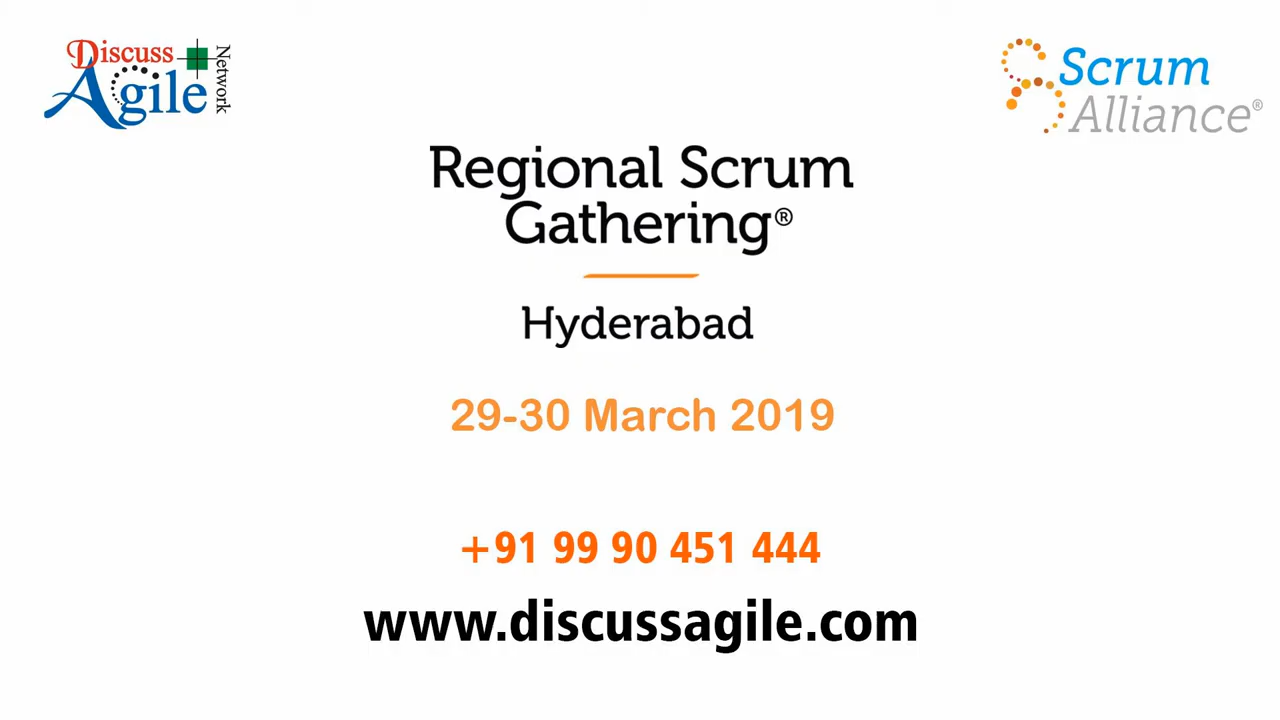 Discuss
Agile
Network
Scrum
Alliance®
Regional Scrum
Gathering®
Hyderabad
29-30 March 2019
+91 99 90 451 444
www.discussagile.com